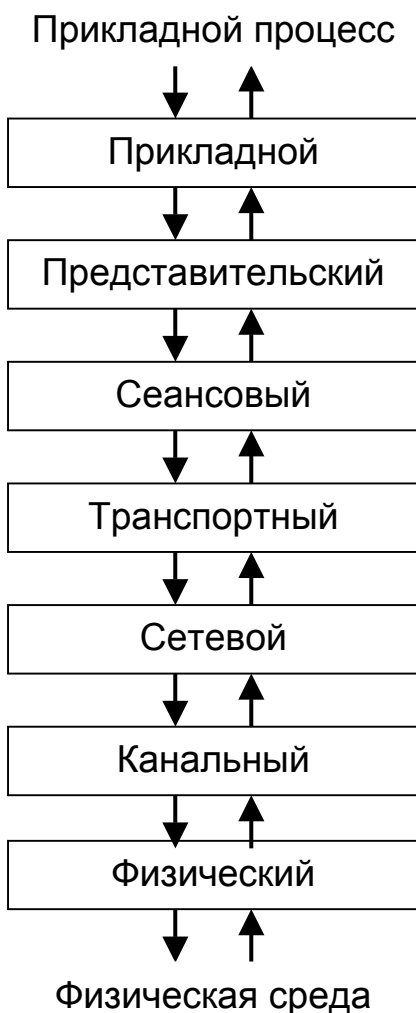 Прикладной процесс
Прикладной
Представительский
Сеансовый
Транспортный
Сетевой
Канальный
Физический
Физическая среда